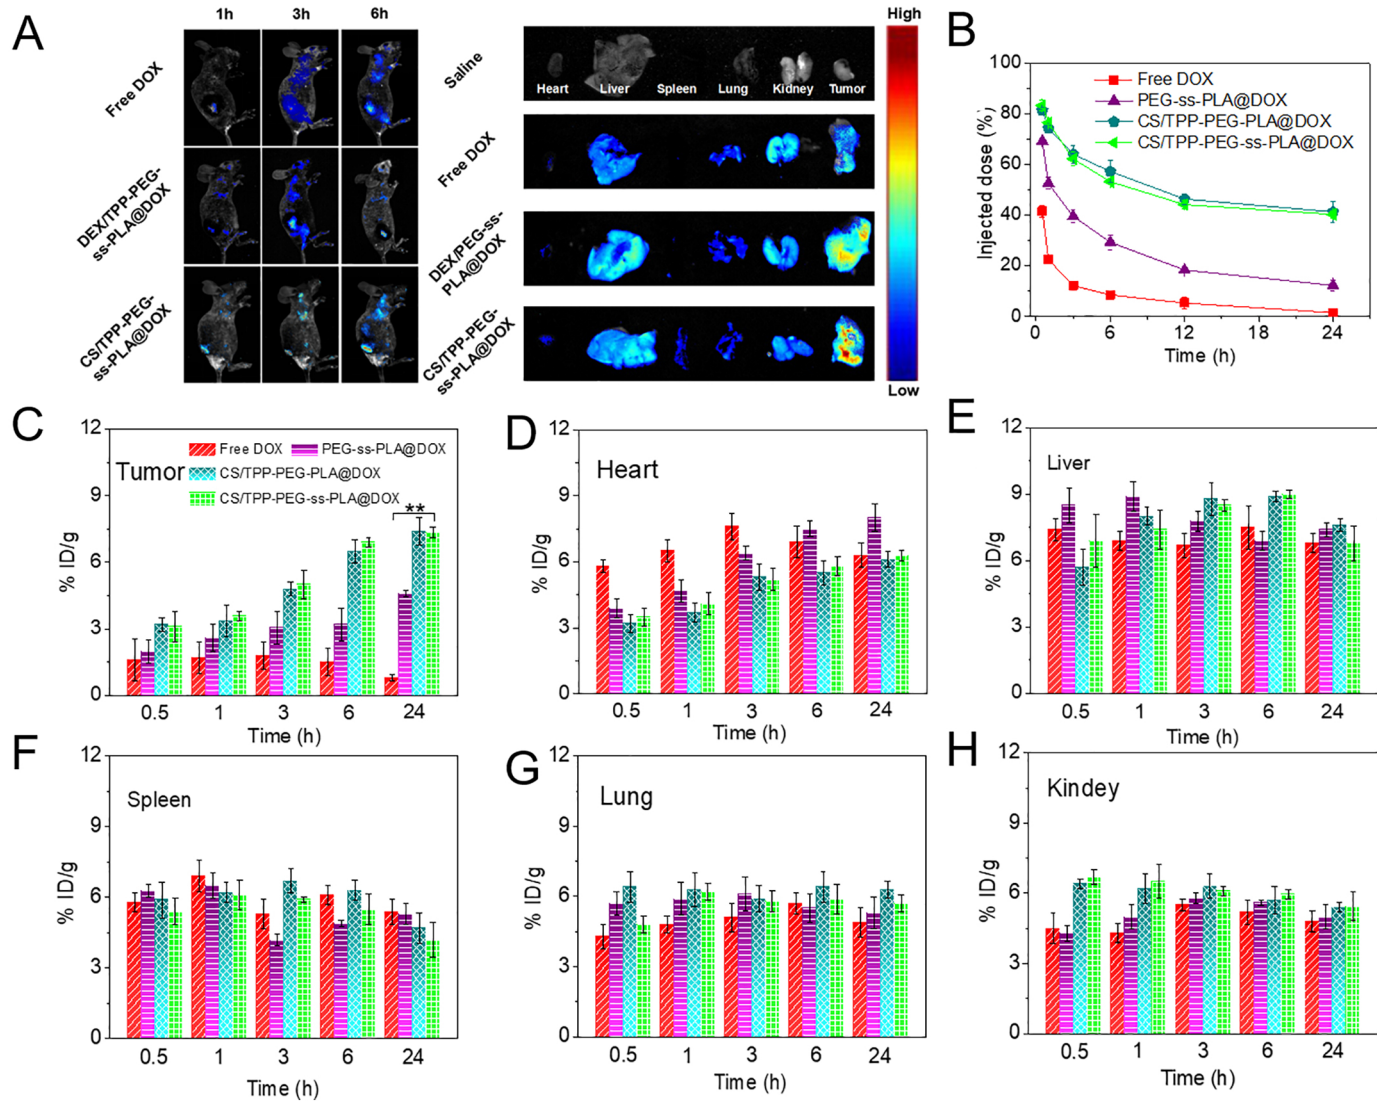 A
1h
3h
6h
Free DOX
DEX/TPP-PEG-
ss-PLA@DOX
CS/TPP-PEG-
ss-PLA@DOX
Saline
Heart
Liver
Spleen
Lung
Kidney
Tumor
Free DOX
DEX/PEG-ss-
PLA@DOX
CS/TPP-PEG-
ss-PLA@DOX
High
Low
B
Injected dose (%)
100
80
60
40
20
0
Free DOX
PEG-ss-PLA@DOX
CS/TPP-PEG-PLA@DOX
CS/TPP-PEG-ss-PLA@DOX
0
6
12
18
24
Time (h)
C
Tumor
% ID/g
12
9
6
3
0
Free DOX
PEG-ss-PLA@DOX
CS/TPP-PEG-PLA@DOX
CS/TPP-PEG-ss-PLA@DOX
**
0.5
1
3
6
24
Time (h)
D
Heart
% ID/g
12
9
6
3
0
0.5
1
3
6
24
Time (h)
E
Liver
% ID/g
12
9
6
3
0
0.5
1
3
6
24
Time (h)
F
Spleen
% ID/g
12
9
6
3
0
0.5
1
3
6
24
Time (h)
G
Lung
% ID/g
12
9
6
3
0
0.5
1
3
6
24
Time (h)
H
Kindey
% ID/g
12
9
6
3
0
0.5
1
3
6
24
Time (h)